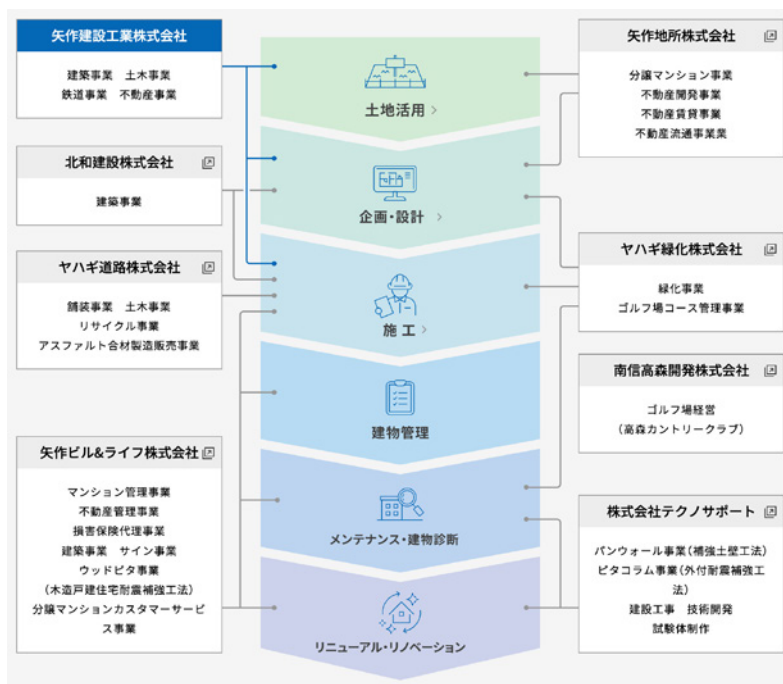 矢作建設工業株式会社
建築事業　土木事業
鉄道事業　不動産事業
北和建設株式会社
建築事業
ヤハギ道路株式会社
舗装事業　土木事業
リサイクル事業
アスファルト合材製造販売事業
矢作ビル&ライフ株式会社
マンション管理事業
不動産管理事業
損害保険代理事業
建築事業　サイン事業
ウッドピタ事業
(木造戸建住宅耐震補強工法)
分譲マンションカスタマーサービ
ス事業
土地活用
企画・設計
施工
建物管理
メンテナンス・建物診断
リニューアル・リノベーション
矢作地所株式会社
分譲マンション事業
不動産開発事業
不動産賃貸事業
不動産流通事業業
ヤハギ緑化株式会社
緑化事業
ゴルフ場コース管理事業
南信高森開発株式会社
ゴルフ場経営
(高森カントリークラブ)
株式会社テクノサポート
パンウォール事業(補強土壁工法)
ピタコラム事業(外付耐震補強工
法)
建設工事　技術開発
試験体制作